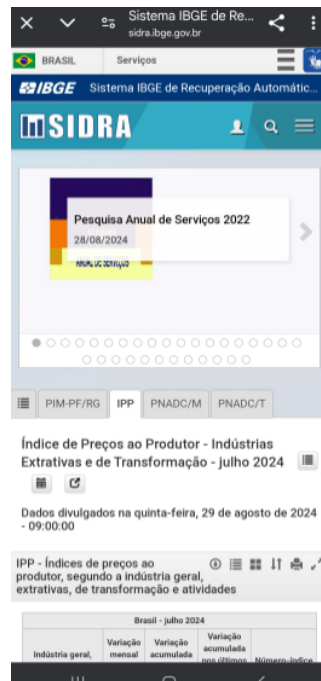 Sistema IBGE de Re...
sidra.ibge.gov.br
BRASIL Serviços
IBGE Sistema IBGE de Recuperação Automátic...
SIDRA
Pesquisa Anual de Serviços 2022
28/08/2024
ANUAL DE SERVIÇOS
PIM-PF/RG IPP PNADC/M PNADC/T
Índice de Preços ao Produtor - Indústrias
Extrativas e de Transformação - julho 2024
Dados divulgados na quinta-feira, 29 de agosto de 2024
- 09:00:00
IPP - Índices de preços ao
produtor, segundo a indústria geral,
extrativas, de transformação e atividades
Brasil - julho 2024
Indústria geral, Variação mensal Variação acumulada Variação acumulada nos últimos Número-índice